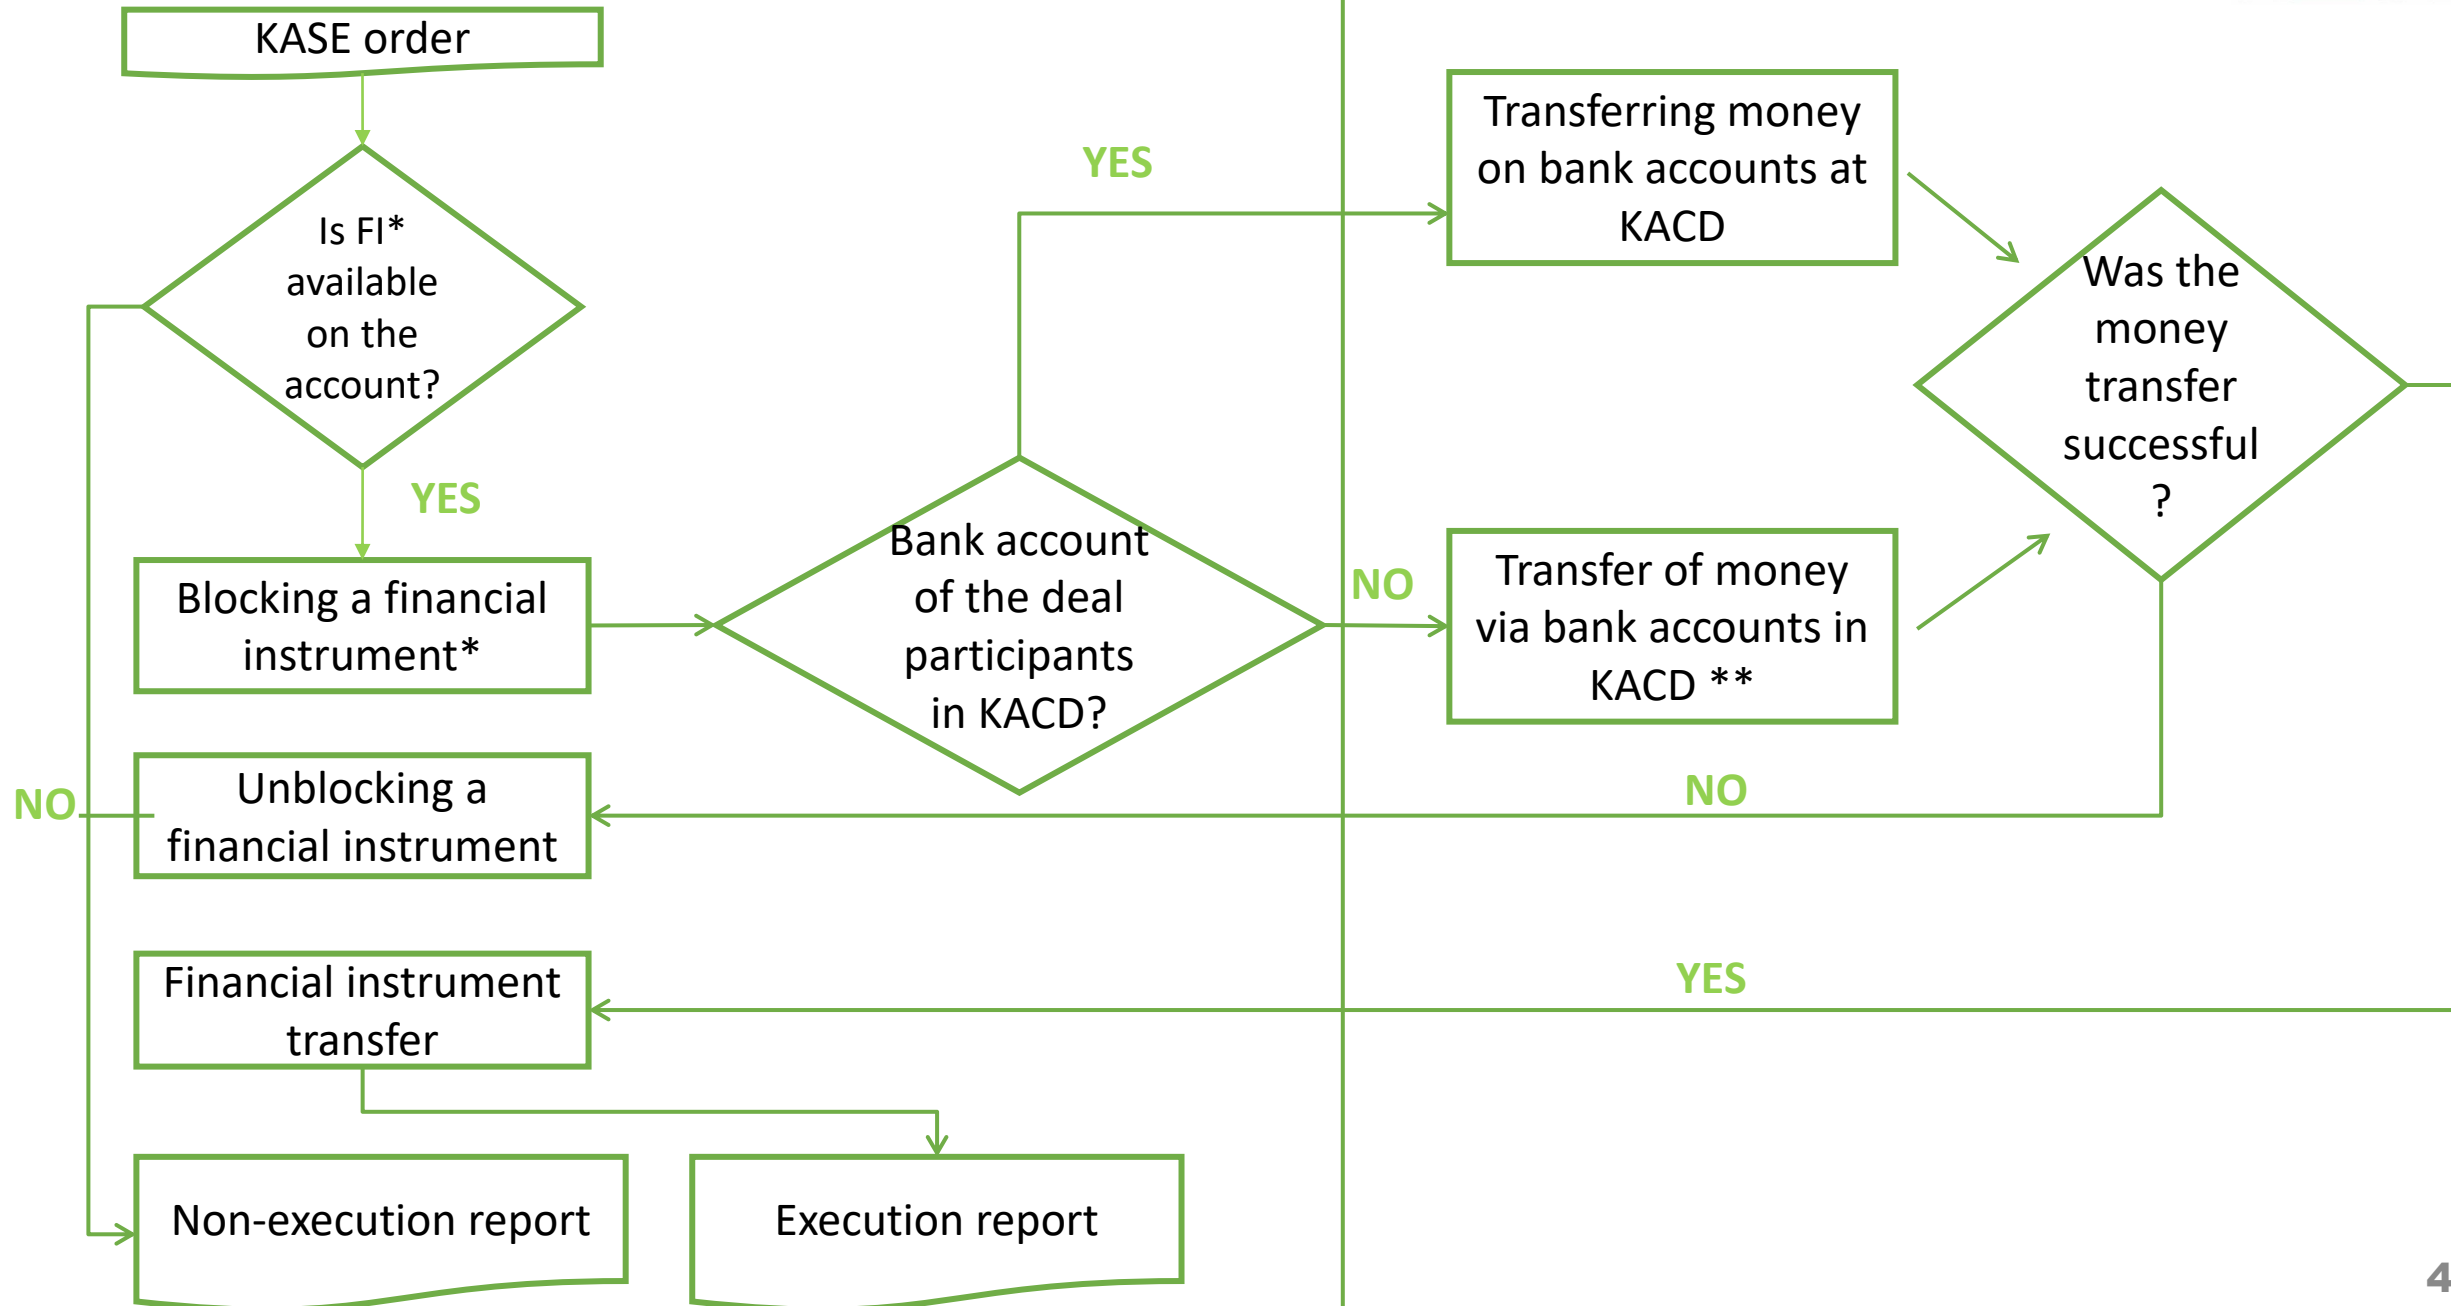 KASE order
Is FI*
available
on the
account?
YES
Blocking a financial
instrument*
Bank account
of the deal
participants
in KACD?
YES
Transferring money
on bank accounts at
KACD
NO
Transfer of money
via bank accounts in
KACD **
Was the
money
transfer
successful
?
NO
Unblocking a
financial instrument
NO
Financial instrument
transfer
YES
Non-execution report
Execution report
4